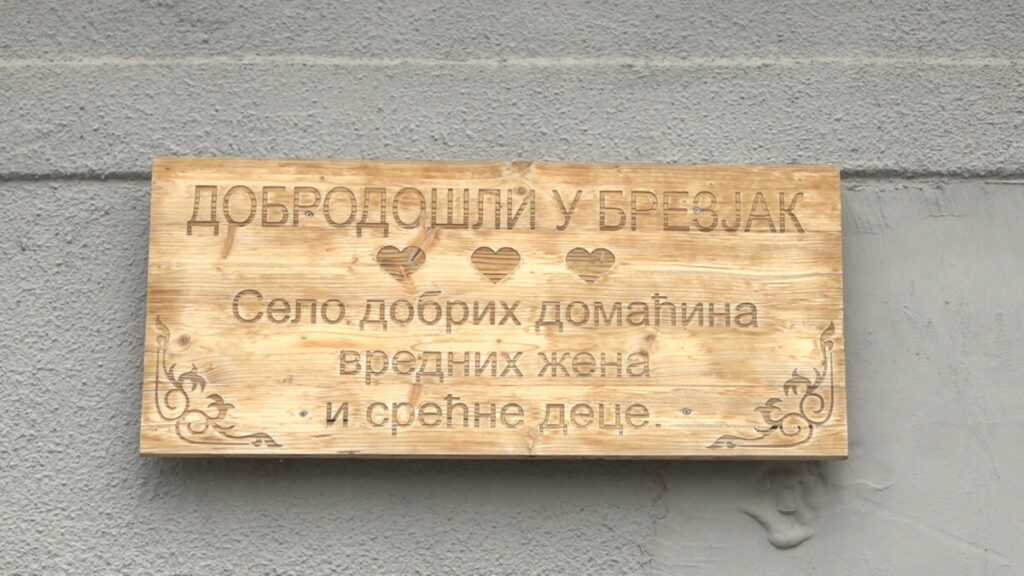 ДОБРОДОШЛИ У БРЕЗЈАК
Село добрих домаћина
вредних жена
и срећне деце.